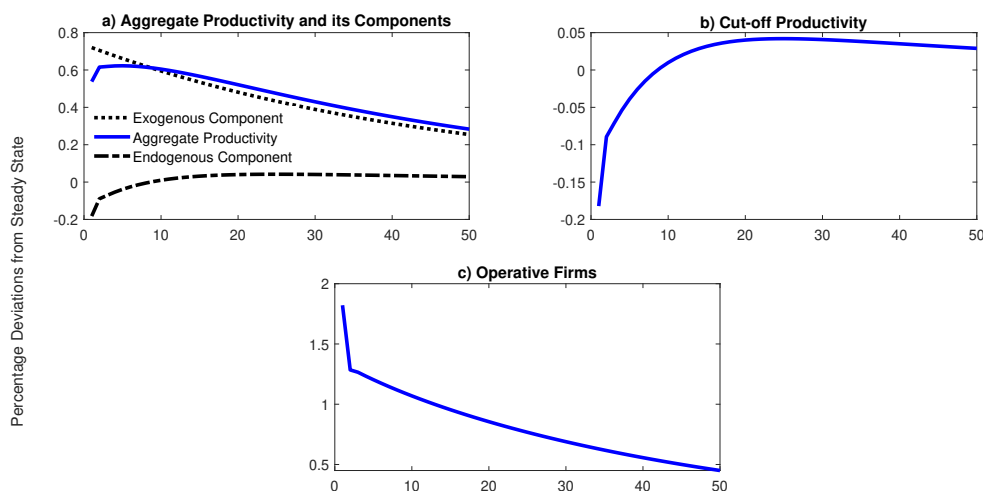 a) Aggregate Productivity and its Components
0.8
0.6
0.4
0.2
0
-0.2
0 10 20 30 40 50
Exogenous Component
Aggregate Productivity
Endogenous Component
b) Cut-off Productivity
0.05
0
-0.05
-0.1
-0.15
-0.2
0 10 20 30 40 50
Percentage Deviations from Steady State
c) Operative Firms
2
1.5
1
0.5
0 10 20 30 40 50